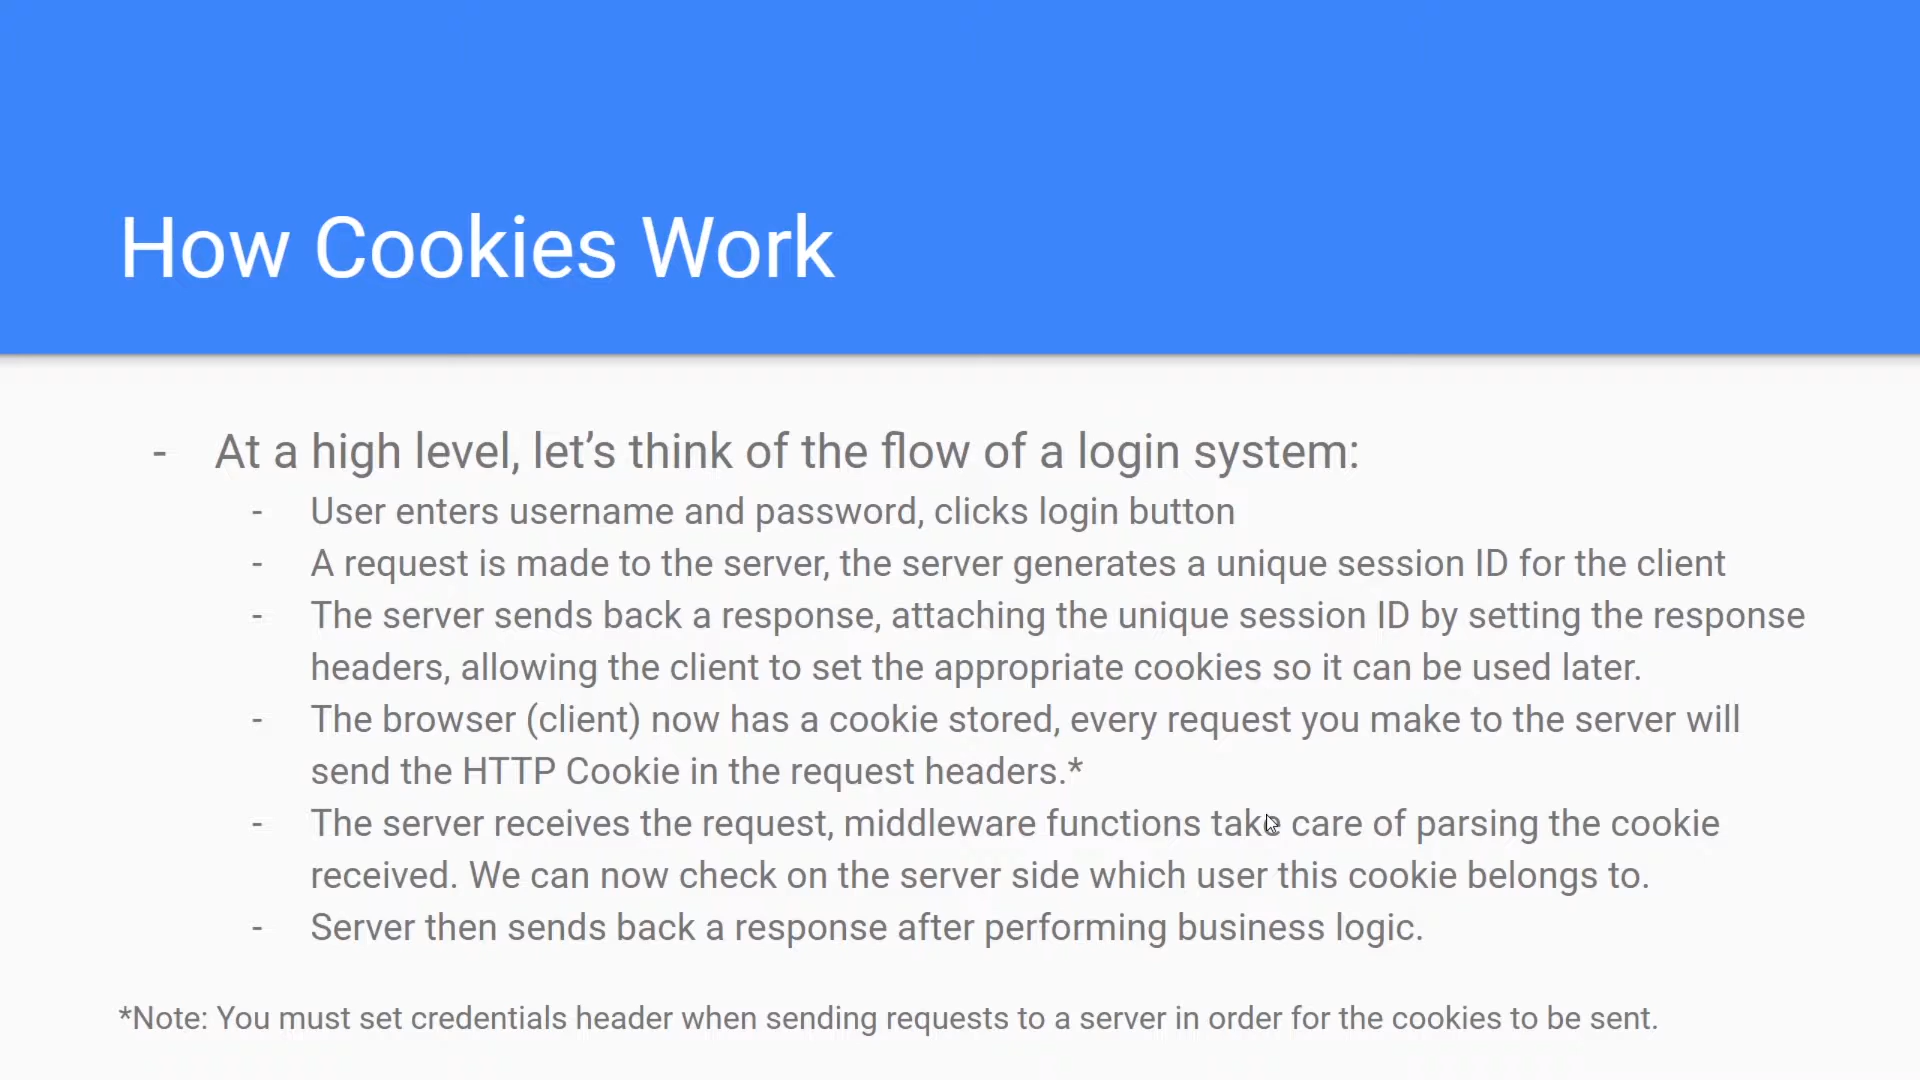 How Cookies Work
- At a high level, let’s think of the flow of a login system:
- User enters username and password, clicks login button
- A request is made to the server, the server generates a unique session ID for the client
- The server sends back a response, attaching the unique session ID by setting the response
headers, allowing the client to set the appropriate cookies so it can be used later.
- The browser (client) now has a cookie stored, every request you make to the server will
send the HTTP Cookie in the request headers.*
- The server receives the request, middleware functions take care of parsing the cookie
received. We can now check on the server side which user this cookie belongs to.
- Server then sends back a response after performing business logic.
*Note: You must set credentials header when sending requests to a server in order for the cookies to be sent.